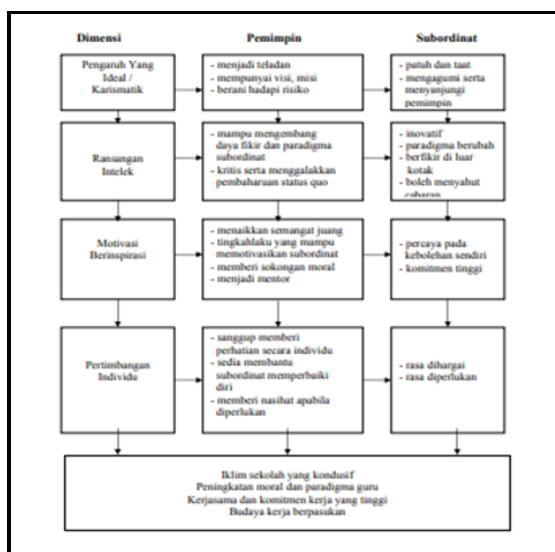 Dimensi
Pemimpin
Subordinat
Pengaruh Yang
Ideal /
Karismatik
- menjadi teladan
- mempunyai visi, misi
- berani hadapi risiko
- patuh dan taat
- mengagumi serta
menyanjungi
pemimpin
Ransangan
Intelek
- mampu mengembang
daya fikir dan paradigma
subordinat
- kritis serta menggalakkan
pembaharuan status quo
- inovatif
- paradigma berubah
- berfikir di luar
kotak
- boleh menyahut
cabaran
Motivasi
Berinspirasi
- menaikkan semangat juang
- tingkahlaku yang mampu
memotivasikan subordinat
- memberi sokongan moral
- menjadi mentor
- percaya pada
kebolehan sendiri
- komitmen tinggi
Pertimbangan
Individu
- sanggup memberi
perhatian secara individu
- sedia membantu
subordinat memperbaiki
diri
- memberi nasihat apabila
diperlukan
- rasa dihargai
- rasa diperlukan
Iklim sekolah yang kondusif
Peningkatan moral dan paradigma guru
Kerjasama dan komitmen kerja yang tinggi
Budaya kerja berpasukan